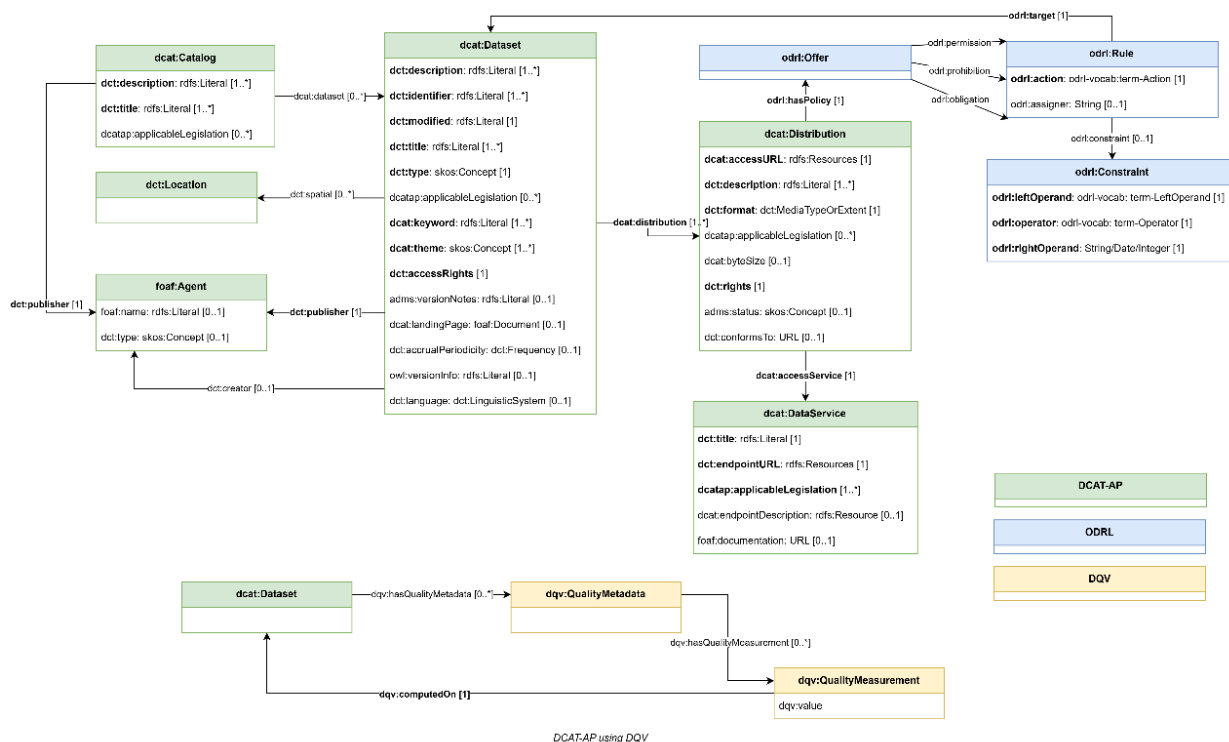 odrl:target [1]
dcat:Catalog
dct:description: rdfs:Literal [1..*]
dct:title: rdfs:Literal [1..*]
dcatap:applicableLegislation [0..*]
dcat:dataset [0..*]
dcat:Dataset
dct:description: rdfs:Literal [1..*]
dct:identifier: rdfs:Literal [1..*]
dct:modified: rdfs:Literal [1]
dct:title: rdfs:Literal [1..*]
dct:type: skos:Concept [1]
datap:applicableLegislation [0..*]
dcat:keyword: rdfs:Literal [1..*]
dcat:theme: skos:Concept [1..*]
dct:accessRights [1]
adms:versionNotes: rdfs:Literal [0..1]
dcat:landingPage: foaf:Document [0..1]
dct:accrualPeriodicity: dct:Frequency [0..1]
owl:versionInfo: rdfs:Literal [0..1]
dct:language: dct:LinguisticSystem [0..1]
dct:Location
dct:spatial [0..*]
foaf:Agent
foaf:name: rdfs:Literal [0..1]
dct:type: skos:Concept [0..1]
dct:publisher [1]
dct:publisher [1]
dct:creator [0..1]
dcat:distribution [1..*]
odrl:Offer
odrl:permission
odrl:prohibition
odrl:obligation
odrl:hasPolicy [1]
odrl:Rule
odrl:action: odrl-vocab:term-Action [1]
odrl:assigner: String [0..1]
odrl:constraint [0..1]
odrl:Constraint
odrl:leftOperand: odrl-vocab: term-LeftOperand [1]
odrl:operator: odrl-vocab: term-Operator [1]
odrl:rightOperand: String/Date/Integer [1]
dcat:Distribution
dcat:accessURL: rdfs:Resources [1]
dct:description: rdfs:Literal [1..*]
dct:format: dct:MediaTypeOrExtent [1]
dcatap:applicableLegislation [0..*]
dcat:byteSize [0..1]
dct:rights [1]
adms:status: skos:Concept [0..1]
dct:conformsTo: URL [0..1]
dcat:accessService [1]
dcat:DataService
dct:title: rdfs:Literal [1]
dct:endpointURL: rdfs:Resources [1]
dcatap:applicableLegislation [1..*]
dcat:endpointDescription: rdfs:Resource [0..1]
foaf:documentation: URL [0..1]
DCAT-AP
ODRL
DQV
dcat:Dataset
dqv:hasQualityMetadata [0..*]
dqv:QualityMetadata
dqv:hasQualityMeasurement [0..*]
dqv:QualityMeasurement
dqv:value
dqv:computedOn [1]
DCAT-AP using DQV